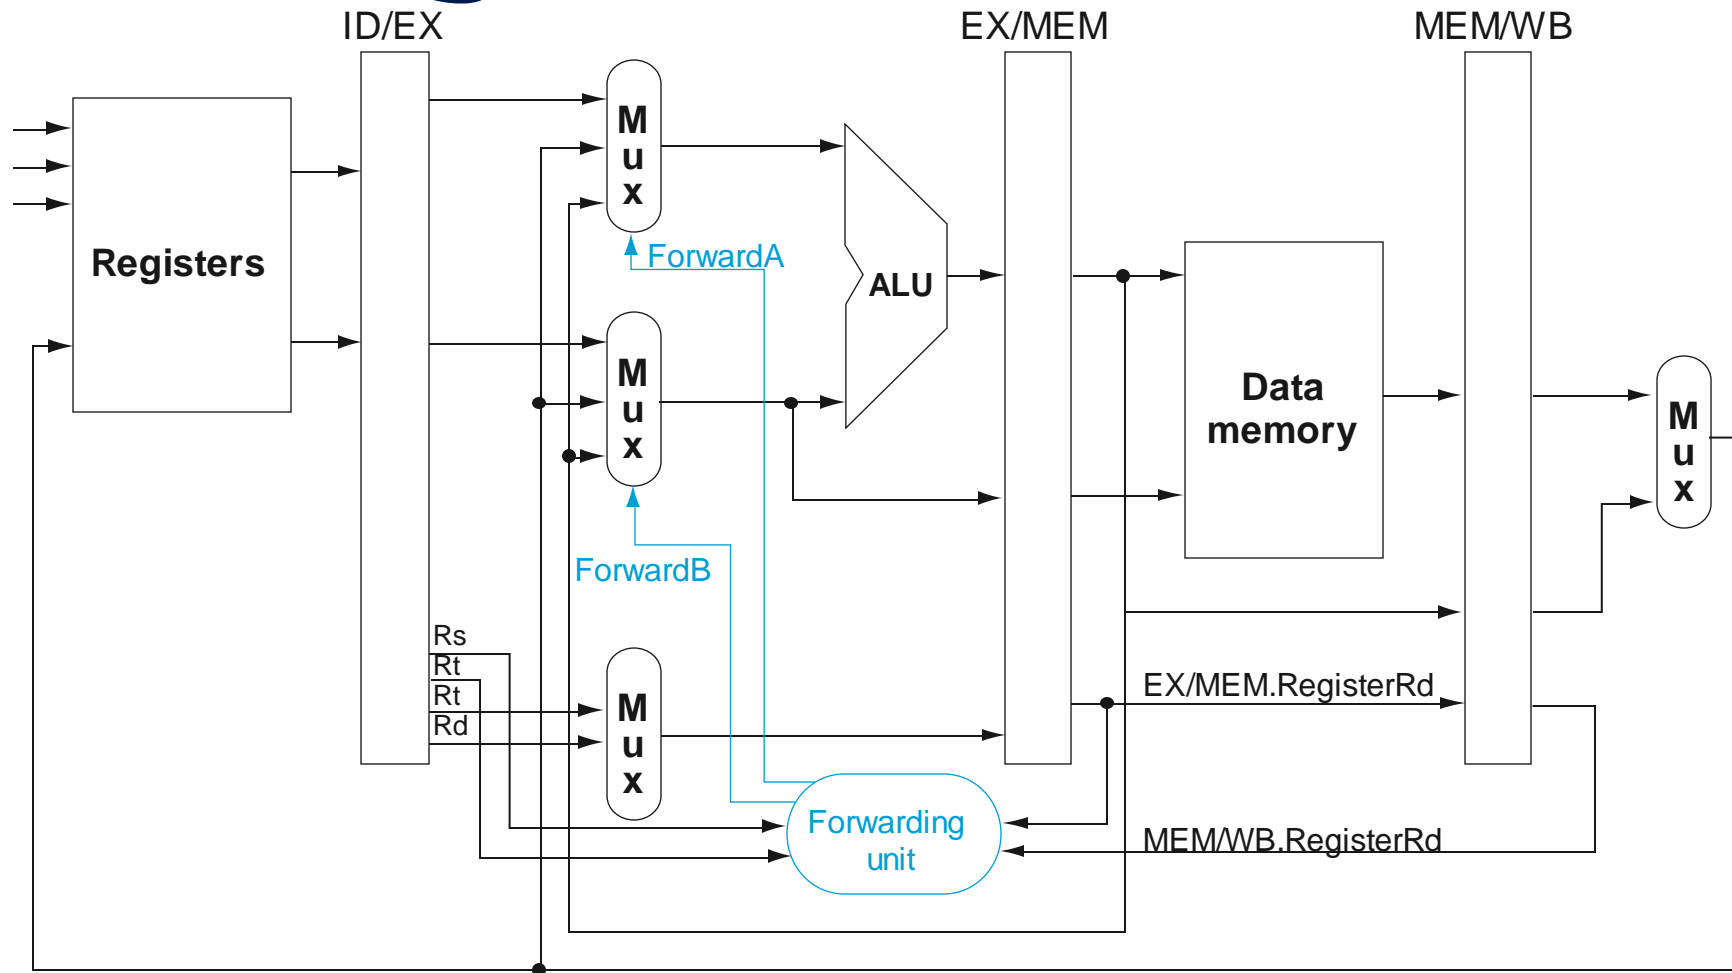 ID/EX
EX/MEM
MEM/WB
M
u
x
Registers
ForwardA
ALU
M
u
x
Data
memory
M
u
x
ForwardB
Rs
Rt
Rt
Rd
M
u
x
EX/MEM.RegisterRd
Forwarding
unit
MEM/WB.RegisterRd